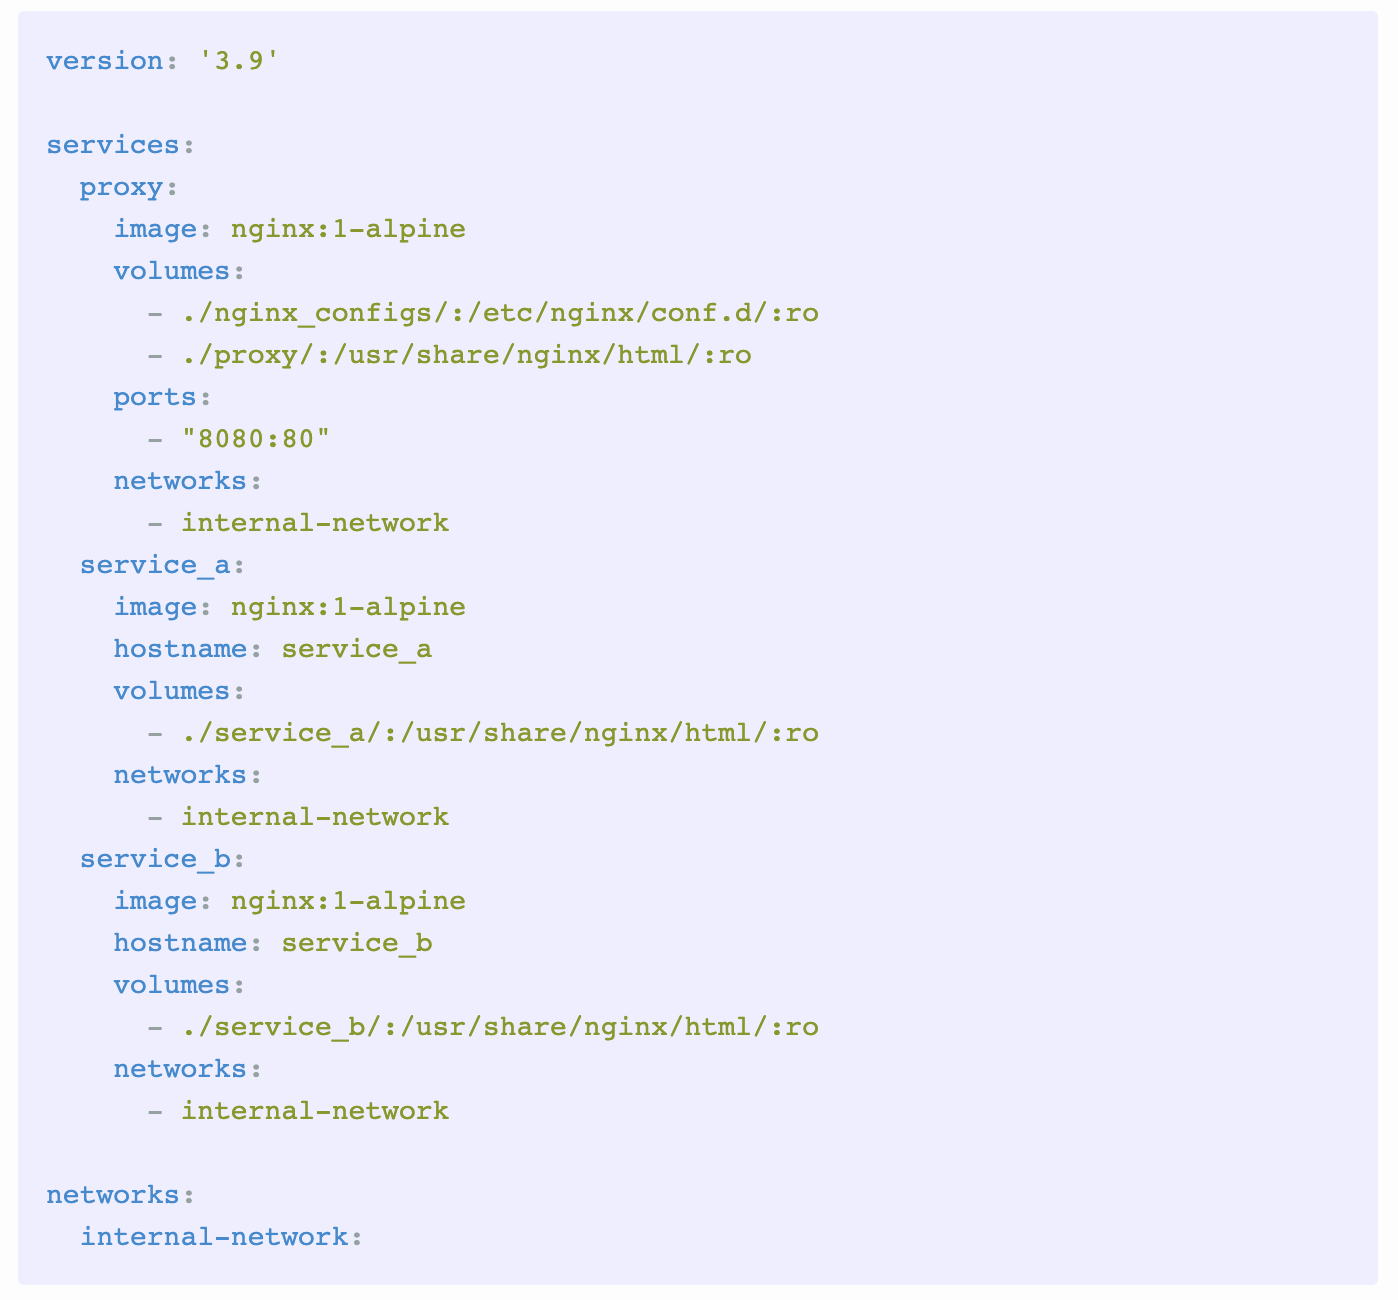 version: '3.9'

services:
  proxy:
    image: nginx:1-alpine
    volumes:
      - ./nginx_configs/:/etc/nginx/conf.d/:ro
      - ./proxy/:/usr/share/nginx/html/:ro
    ports:
      - "8080:80"
    networks:
      - internal-network
  service_a:
    image: nginx:1-alpine
    hostname: service_a
    volumes:
      - ./service_a/:/usr/share/nginx/html/:ro
    networks:
      - internal-network
  service_b:
    image: nginx:1-alpine
    hostname: service_b
    volumes:
      - ./service_b/:/usr/share/nginx/html/:ro
    networks:
      - internal-network

networks:
  internal-network: